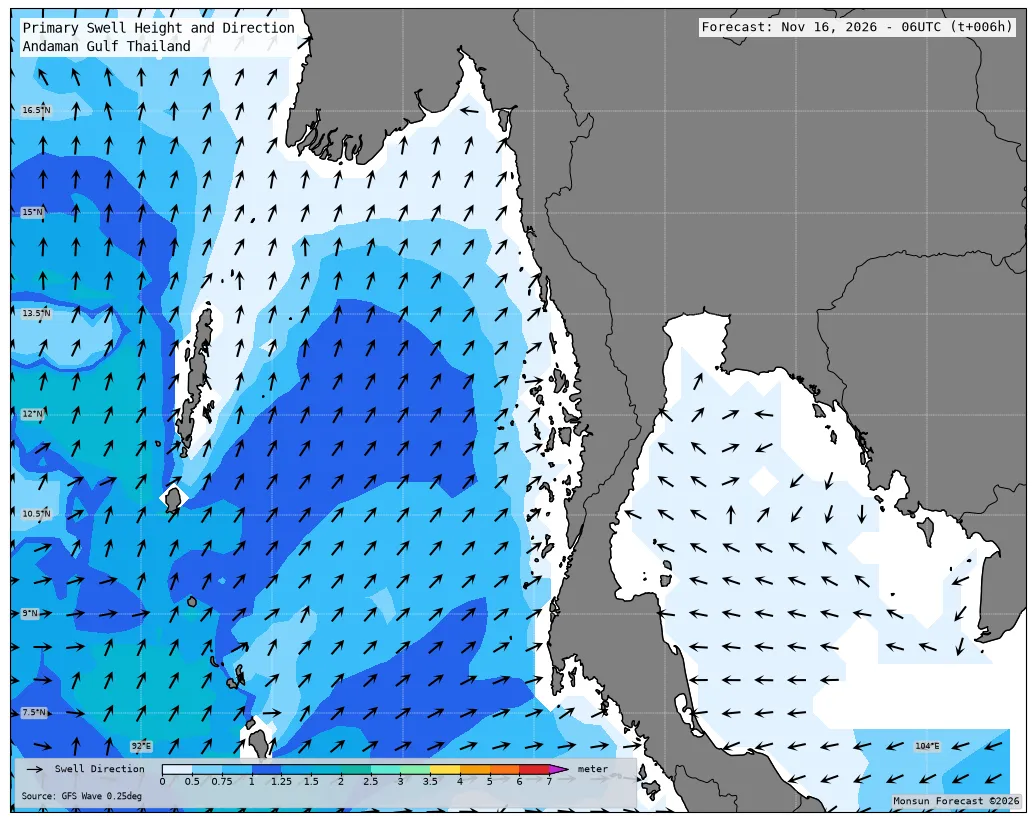 Primary Swell Height and Direction
Andaman Gulf Thailand
Forecast: Nov 16, 2026 - 06UTC (t+006h)
16.5°N
15°N
13.5°N
12°N
10.5°N
9°N
7.5°N
92°E
104°E
Swell Direction
0 0.5 0.75 1 1.25 1.5 2 2.5 3 3.5 4 5 6 7
meter
Source: GFS Wave 0.25deg
Monsun Forecast ©2026